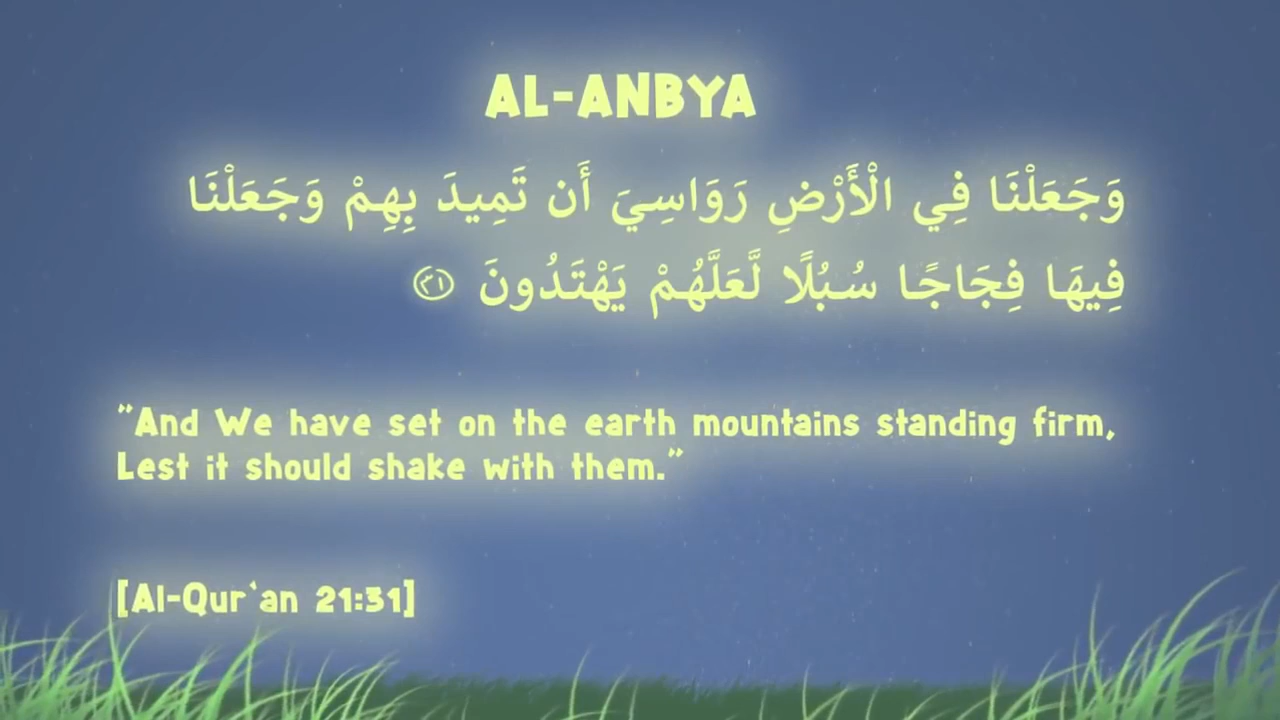 AL-ANBYA
وَجَعَلْنَا فِي الْأَرْضِ رَوَاسِيَ أَن تَمِيدَ بِهِمْ وَجَعَلْنَا
فِيهَا فِجَاجًا سُبُلًا لَّعَلَّهُمْ يَهْتَدُونَ ٣١
"And We have set on the earth mountains standing firm,
Lest it should shake with them."
[Al-Qur`an 21:31]